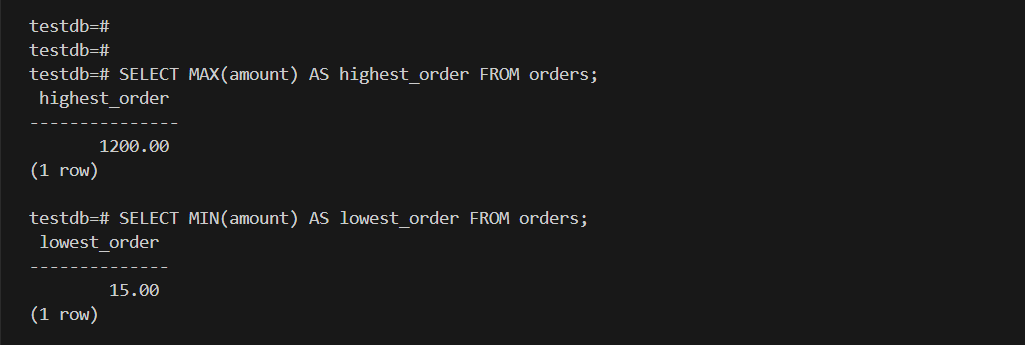 testdb=#
testdb=#
testdb=# SELECT MAX(amount) AS highest_order FROM orders;
 highest_order
---------------
       1200.00
(1 row)

testdb=# SELECT MIN(amount) AS lowest_order FROM orders;
 lowest_order
--------------
        15.00
(1 row)